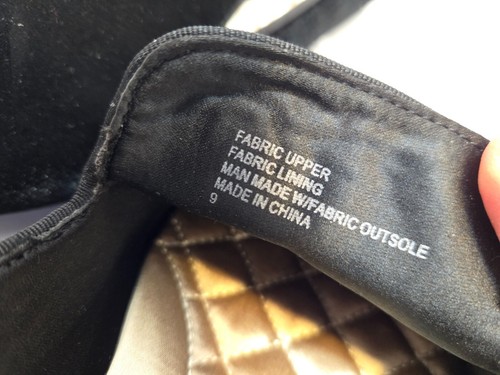 FABRIC UPPER
FABRIC LINING
MAN MADE W/FABRIC OUTSOLE
MADE IN CHINA
9